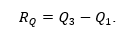 R_Q = Q_3 − Q_1.